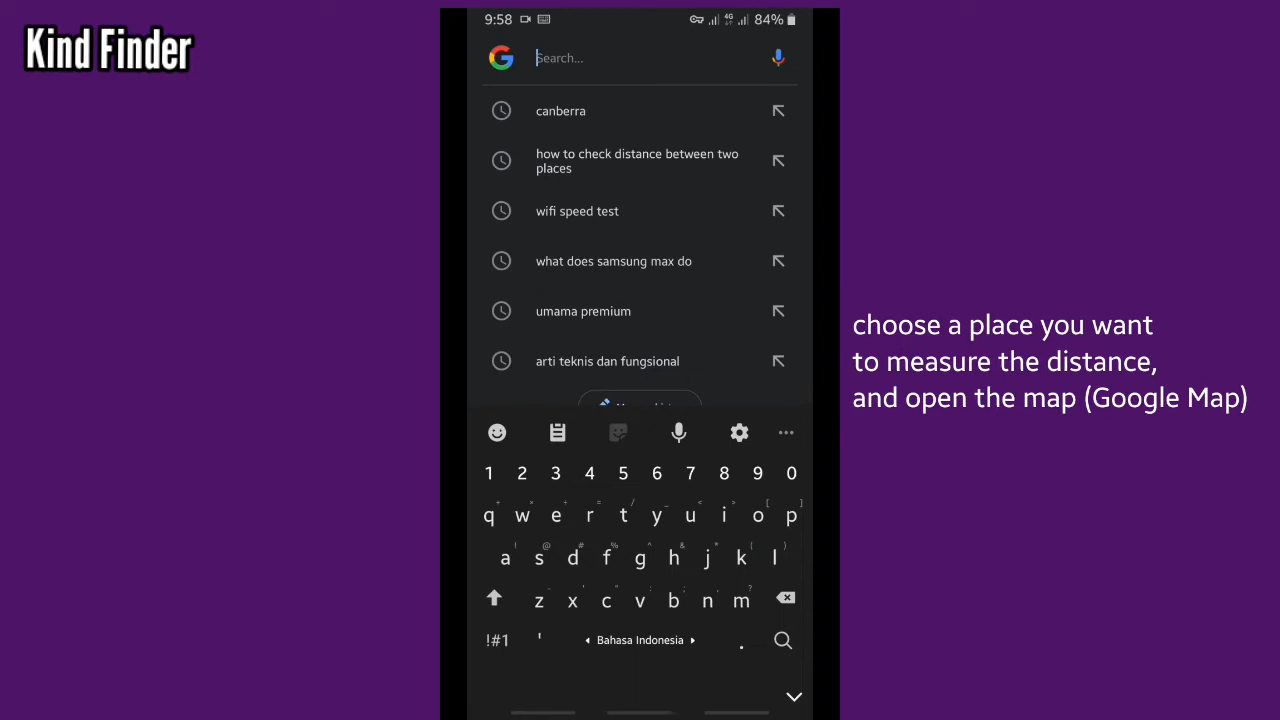 Kind Finder
9:58
4G
84%
Search...
canberra
how to check distance between two
places
wifi speed test
what does samsung max do
umama premium
arti teknis dan fungsional
choose a place you want
to measure the distance,
and open the map (Google Map)
1 2 3 4 5 6 7 8 9 0
q w e r t y u i o p
a s d f g h j k l
z x c v b n m
!#1 ' Bahasa Indonesia .